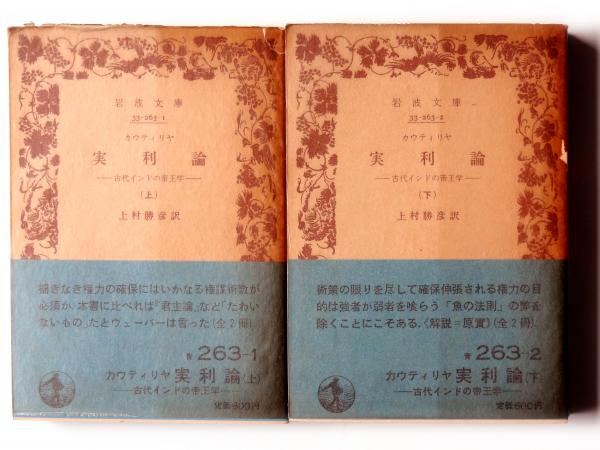 岩波文庫
33-263-1
カウティリヤ
実利論
――古代インドの帝王学――
(上)
上村勝彦訳
揺ぎなき権力の確保にはいかなる権謀術数が
必須か.本書に比べれば『君主論』など「たわい
ないもの」だとウェーバーは言った(全2冊).
青 263-1
カウティリヤ 実利論(上)
――古代インドの帝王学――
定価600円
岩波文庫
33-263-2
カウティリヤ
実利論
――古代インドの帝王学――
(下)
上村勝彦訳
術策の限りを尽して確保伸張される権力の目
的は強者が弱者を喰らう「魚の法則」の弊を
除くことにこそある.〈解説=原實〉(全2冊).
青 263-2
カウティリヤ 実利論(下)
――古代インドの帝王学――
定価600円